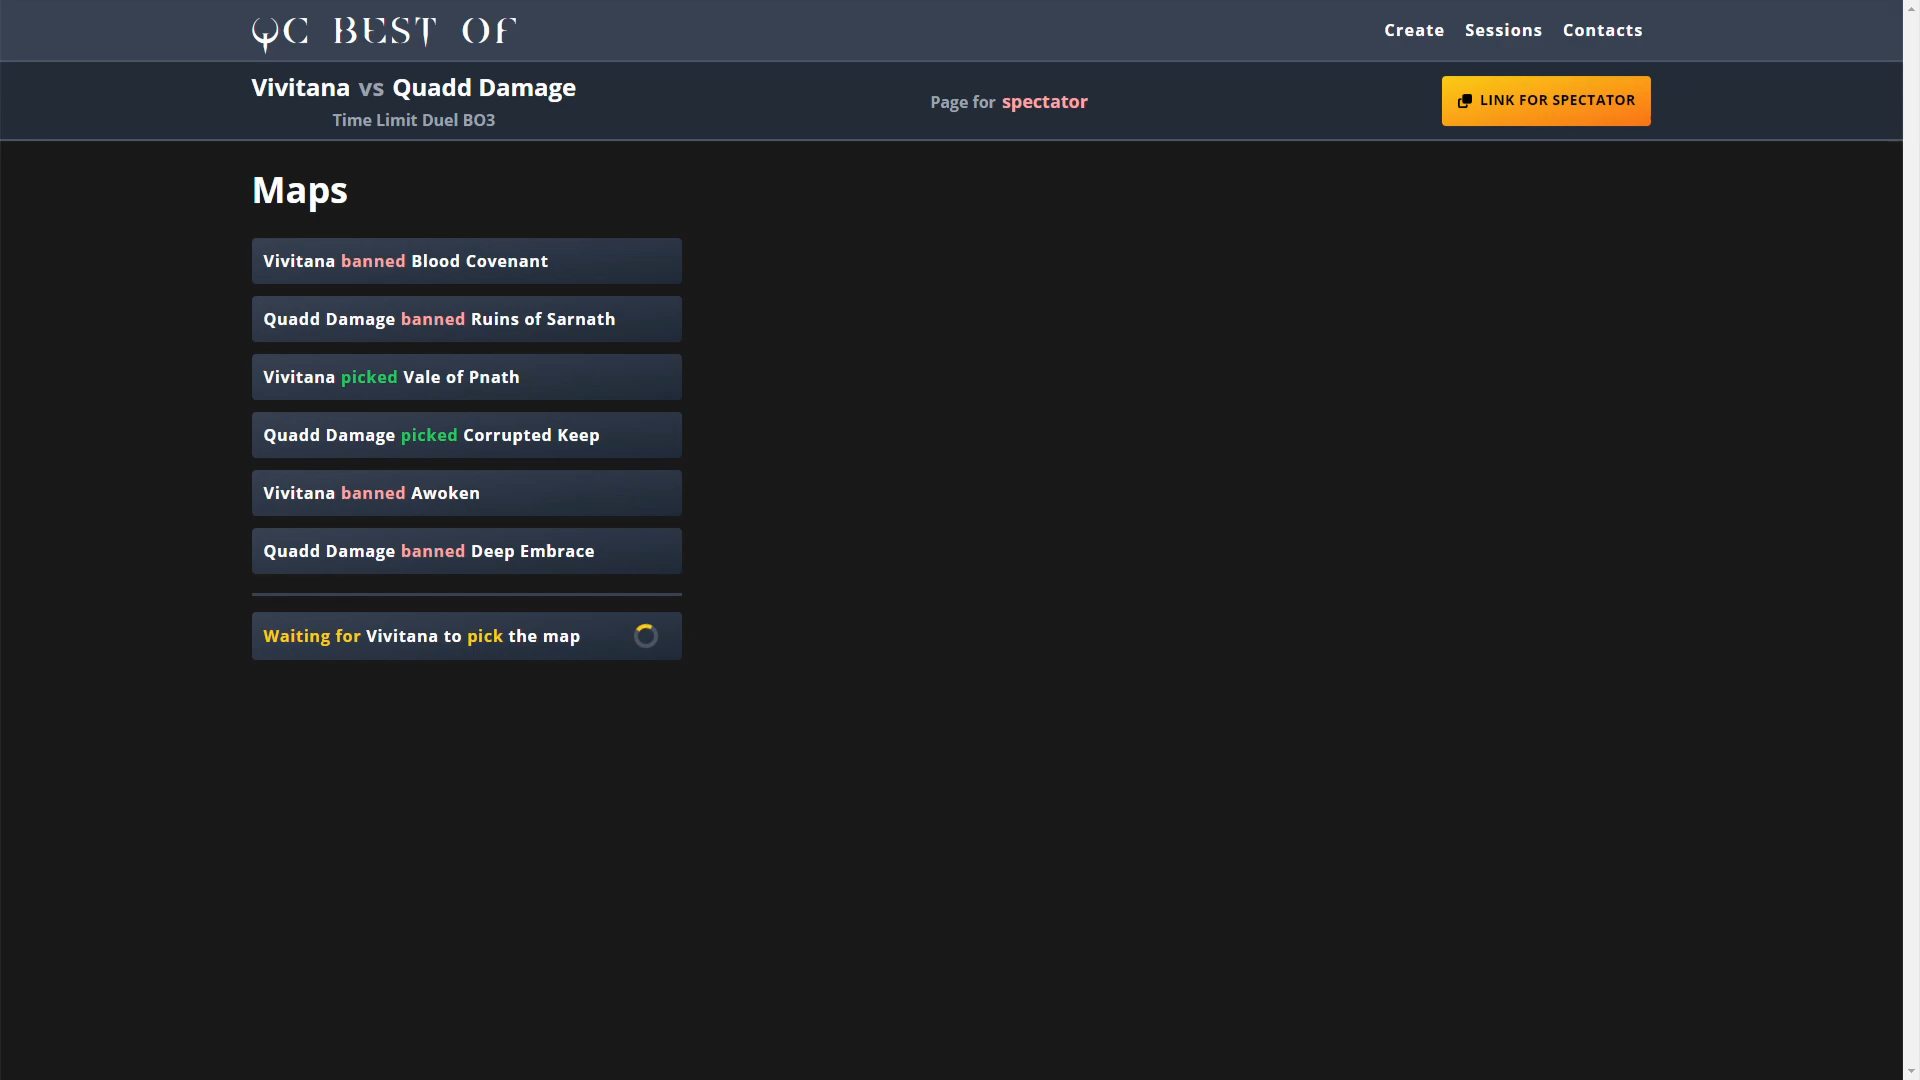 QC BEST OF
Create Sessions Contacts
Vivitana vs Quadd Damage
Time Limit Duel BO3
Page for spectator
LINK FOR SPECTATOR
Maps
Vivitana banned Blood Covenant
Quadd Damage banned Ruins of Sarnath
Vivitana picked Vale of Pnath
Quadd Damage picked Corrupted Keep
Vivitana banned Awoken
Quadd Damage banned Deep Embrace
Waiting for Vivitana to pick the map